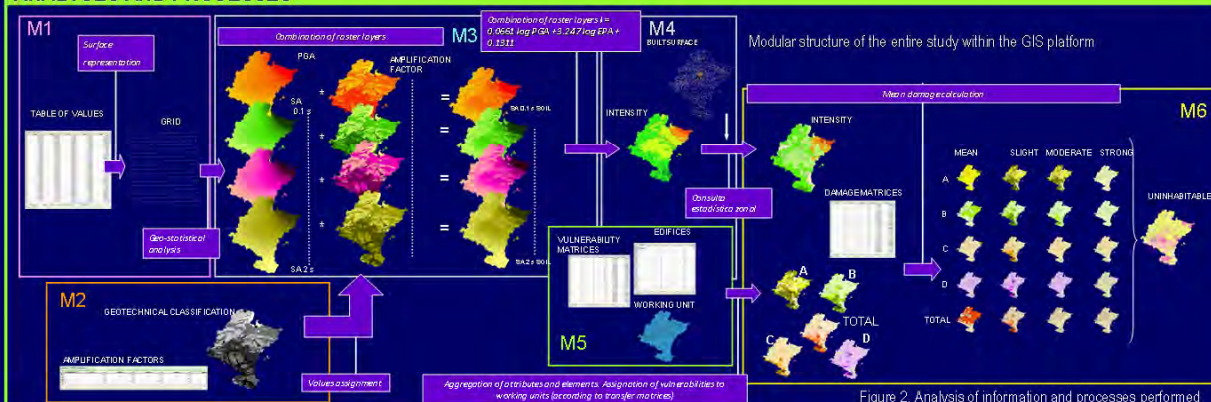 ANALYSES AND PROCESSES
M1
Surface
representation
TABLE OF VALUES
GRID
Geo-statistical
analysis
M2
GEOTECHNICAL CLASSIFICATION
AMPLIFICATION FACTORS
Values assignment
Combination of raster layers
M3
PGA
AMPLIFICATION
FACTOR
SA
0.1 s
* =
SA 0.1 s SOIL
* =
* =
* =
SA 2 s
SA 2 s SOIL
Combination of raster layers I =
0.0661 log PGA +3.247 log EPA +
0.1311
M4
BUILT SURFACE
INTENSITY
Consulta
estadística zonal
VULNERABILITY
MATRICES
EDIFICES
WORKING UNIT
M5
Aggregation of attributes and elements. Assignation of vulnerabilities to
working units (according to transfer matrices)
Modular structure of the entire study within the GIS platform
Mean damage calculation
M6
INTENSITY
DAMAGE MATRICES
A
B
TOTAL
C
D
MEAN SLIGHT MODERATE STRONG
A
B
C
D
TOTAL
UNINHABITABLE
Figure 2. Analysis of information and processes performed